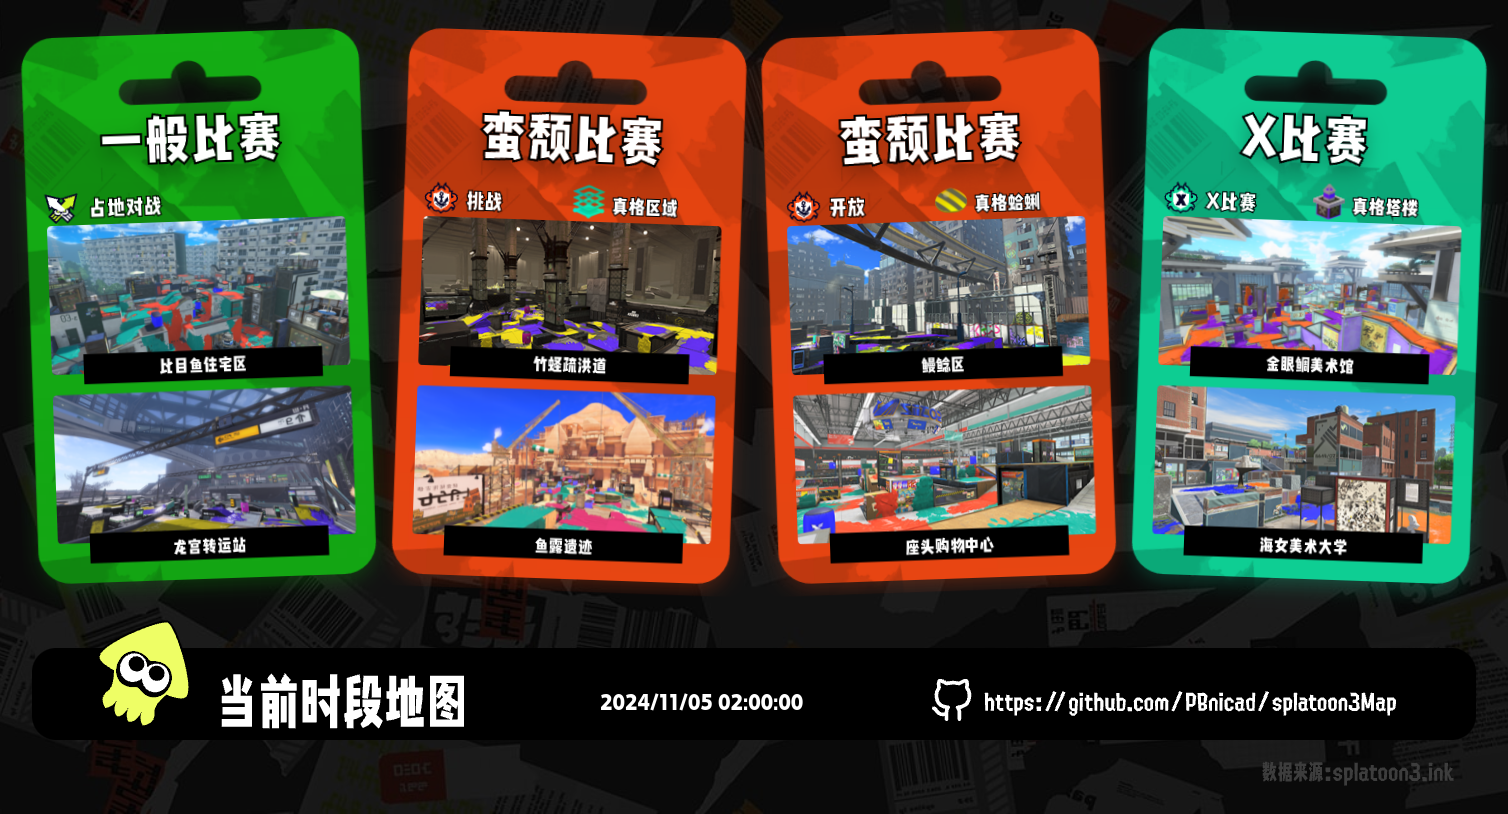 一般比赛
占地对战
比目鱼住宅区
龙宫转运站
蛮颓比赛
挑战
真格区域
竹蛏疏洪道
鱼露遗迹
蛮颓比赛
开放
真格蛤蜊
鳗鲶区
座头购物中心
X比赛
X比赛
真格塔楼
金眼鲷美术馆
海女美术大学
当前时段地图
2024/11/05 02:00:00
https://github.com/PBnicad/splatoon3Map
数据来源:splatoon3.ink